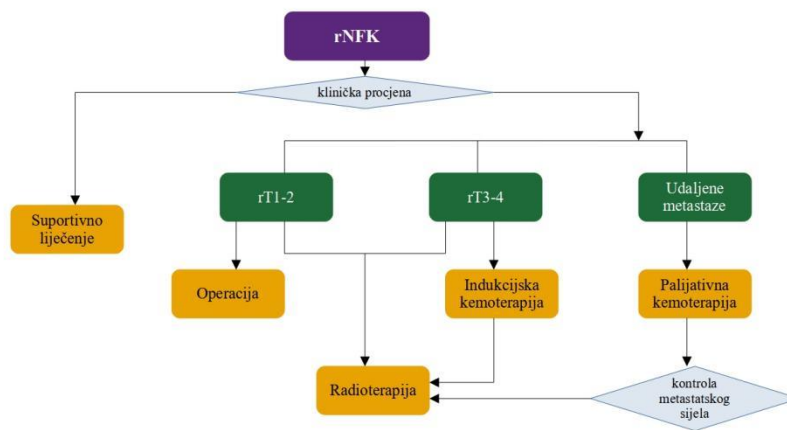 rNFK
klinička procjena
rT1-2
rT3-4
Udaljene
metastaze
Suportivno
liječenje
Operacija
Indukcijska
kemoterapija
Palijativna
kemoterapija
Radioterapija
kontrola
metastatskog
sijela